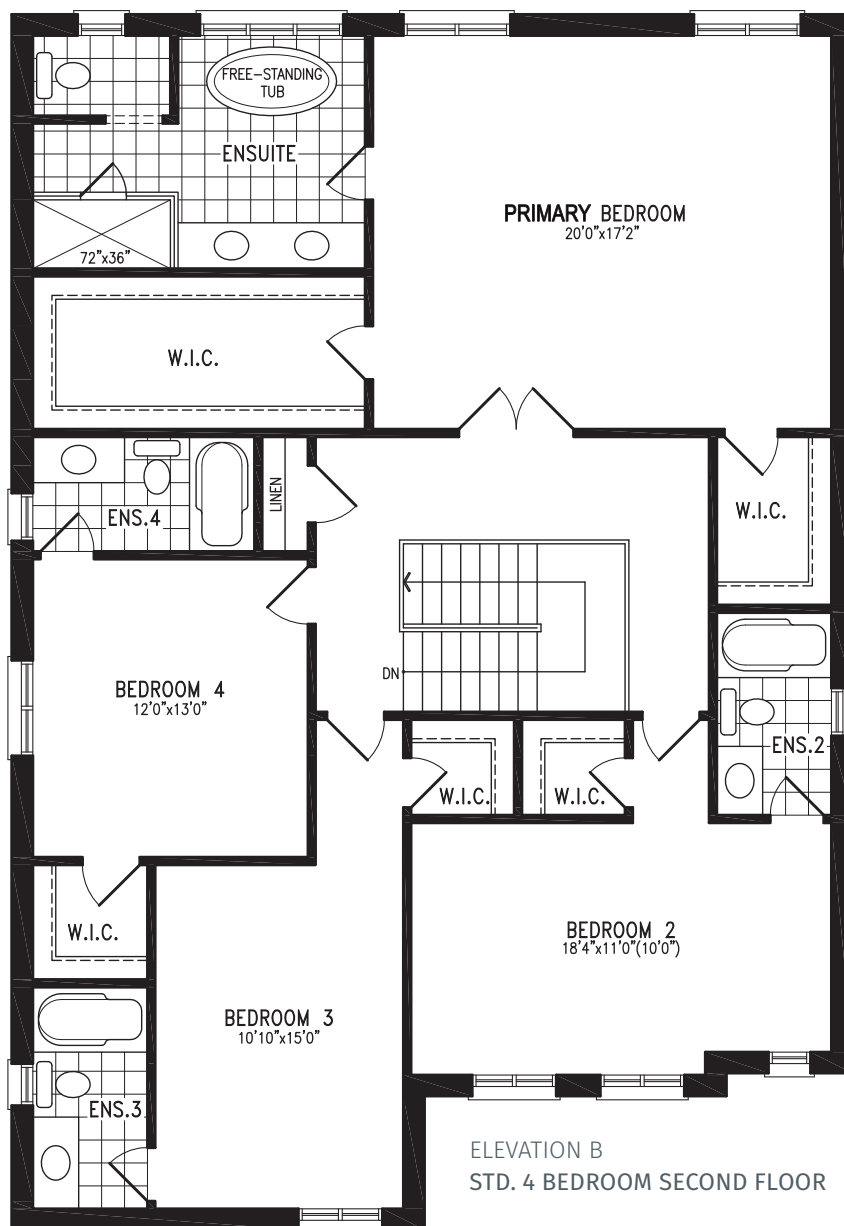 FREE-STANDING
TUB
ENSUITE
PRIMARY BEDROOM
20'0"x17'2"
72"x36"
W.I.C.
LINEN
ENS.4
W.I.C.
DN
BEDROOM 4
12'0"x13'0"
ENS.2
W.I.C.
W.I.C.
W.I.C.
BEDROOM 2
18'4"x11'0"(10'0")
BEDROOM 3
10'10"x15'0"
ENS.3
ELEVATION B
STD. 4 BEDROOM SECOND FLOOR